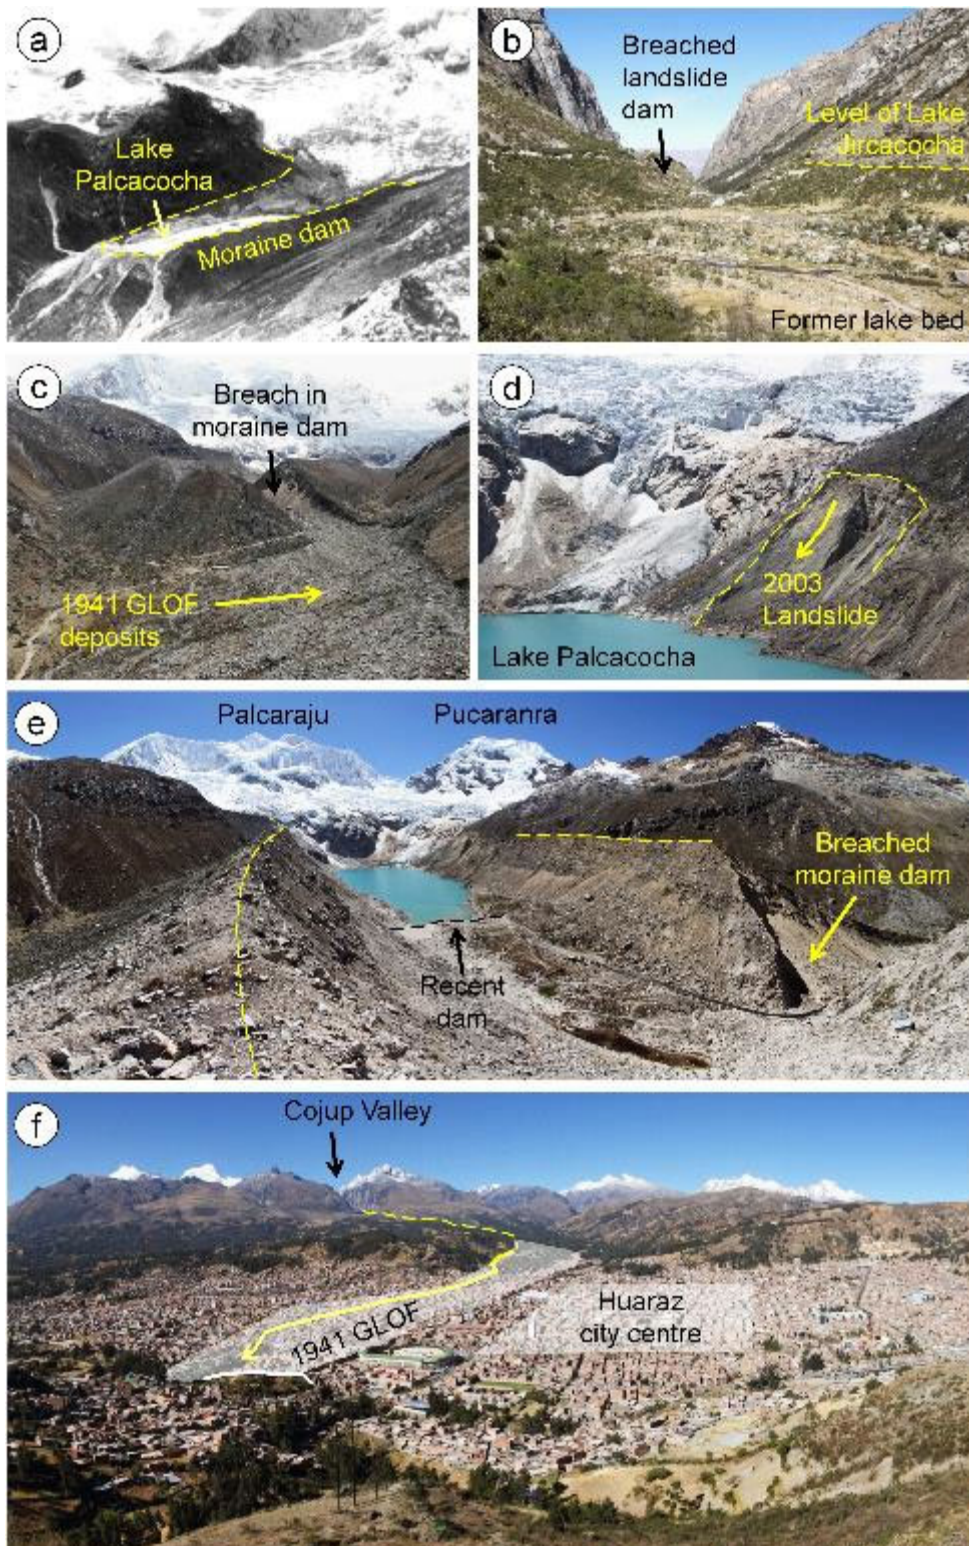 a
Lake
Palcacocha
Moraine dam
b
Breached
landslide
dam
Level of Lake
Jircacocha
Former lake bed
c
Breach in
moraine dam
1941 GLOF
deposits
d
2003
Landslide
Lake Palcacocha
e
Palcaraju
Pucaranra
Breached
moraine dam
Recent
dam
f
Cojup Valley
1941 GLOF
Huaraz
city centre